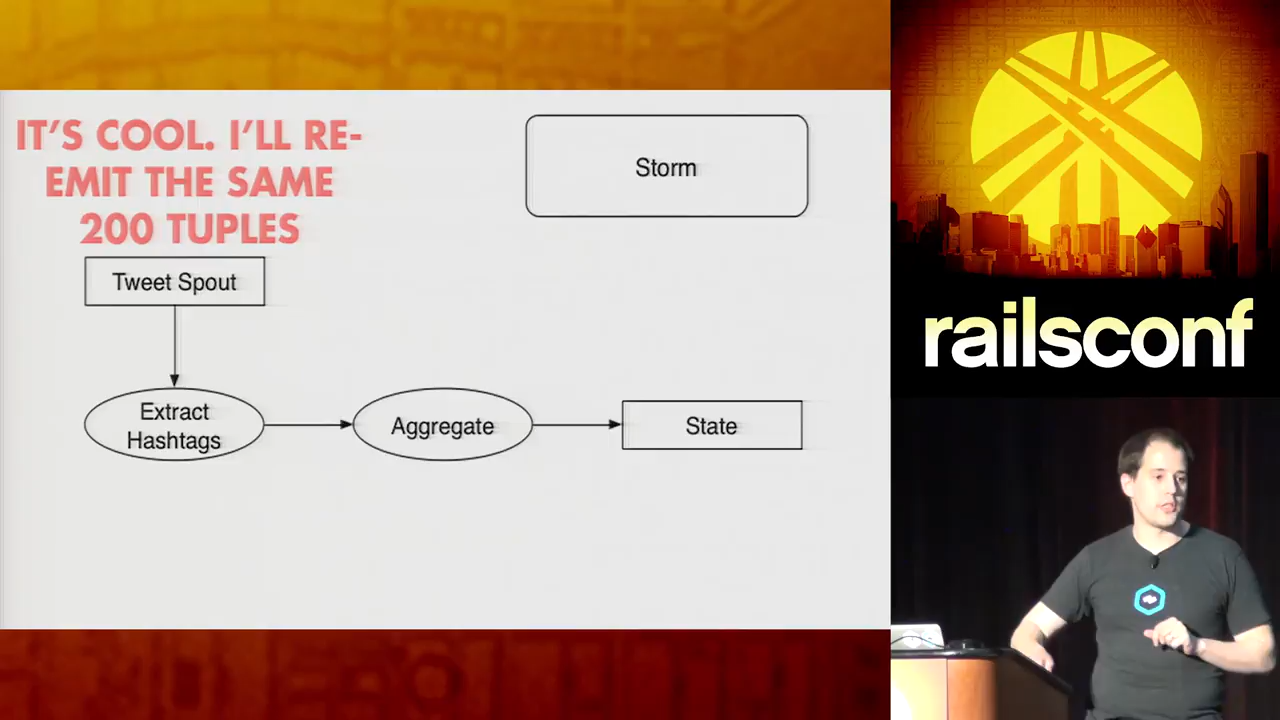 IT'S COOL. I'LL RE-
EMIT THE SAME
200 TUPLES
Storm
Tweet Spout
Extract
Hashtags
Aggregate
State
railsconf